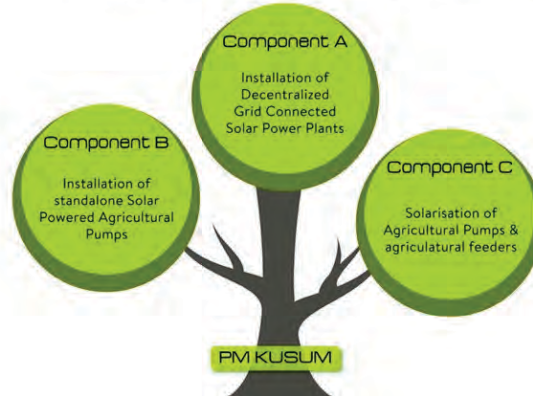 Component A
Installation of
Decentralized
Grid Connected
Solar Power Plants
Component B
Installation of
standalone Solar
Powered Agricultural
Pumps
Component C
Solarisation of
Agricultural Pumps &
agriculatural feeders
PM KUSUM